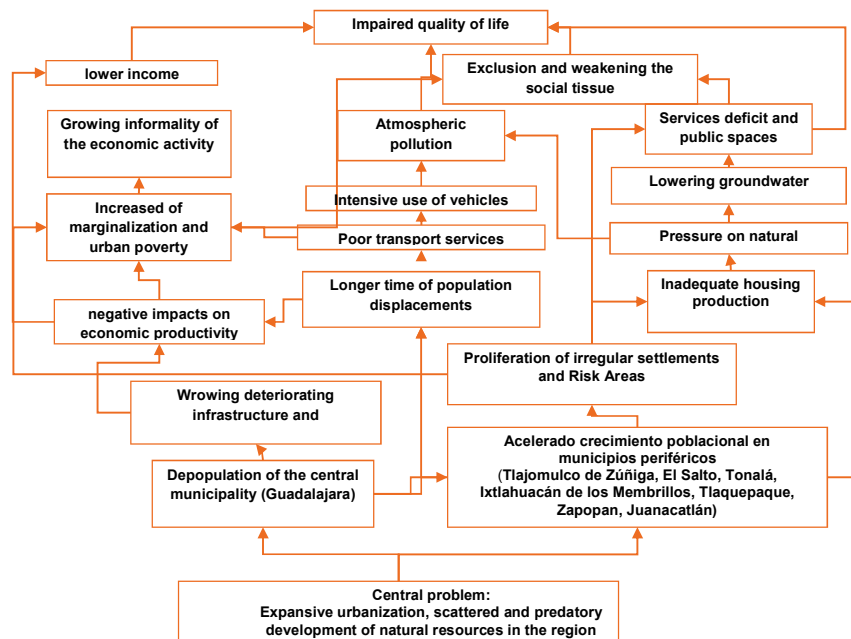 Impaired quality of life
lower income
Exclusion and weakening the
social tissue
Growing informality of
the economic activity
Atmospheric
pollution
Services deficit and
public spaces
Lowering groundwater
Intensive use of vehicles
Increased of
marginalization and
urban poverty
Poor transport services
Pressure on natural
Longer time of population
displacements
Inadequate housing
production
negative impacts on
economic productivity
Proliferation of irregular settlements
and Risk Areas
Wrowing deteriorating
infrastructure and
Acelerado crecimiento poblacional en
municipios periféricos
(Tlajomulco de Zúñiga, El Salto, Tonalá,
Ixtlahuacán de los Membrillos, Tlaquepaque,
Zapopan, Juanacatlán)
Depopulation of the central
municipality (Guadalajara)
Central problem:
Expansive urbanization, scattered and predatory
development of natural resources in the region